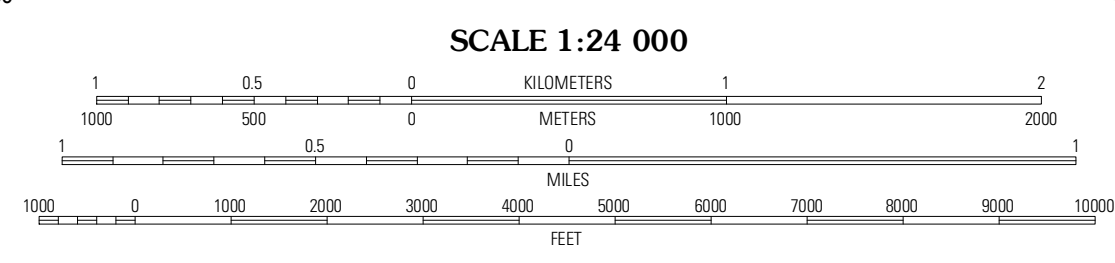 SCALE 1:24 000
1 0.5 0 KILOMETERS 1 2
1000 500 0 METERS 1000 2000
1 0.5 0 1
MILES
1000 0 1000 2000 3000 4000 5000 6000 7000 8000 9000 10000
FEET